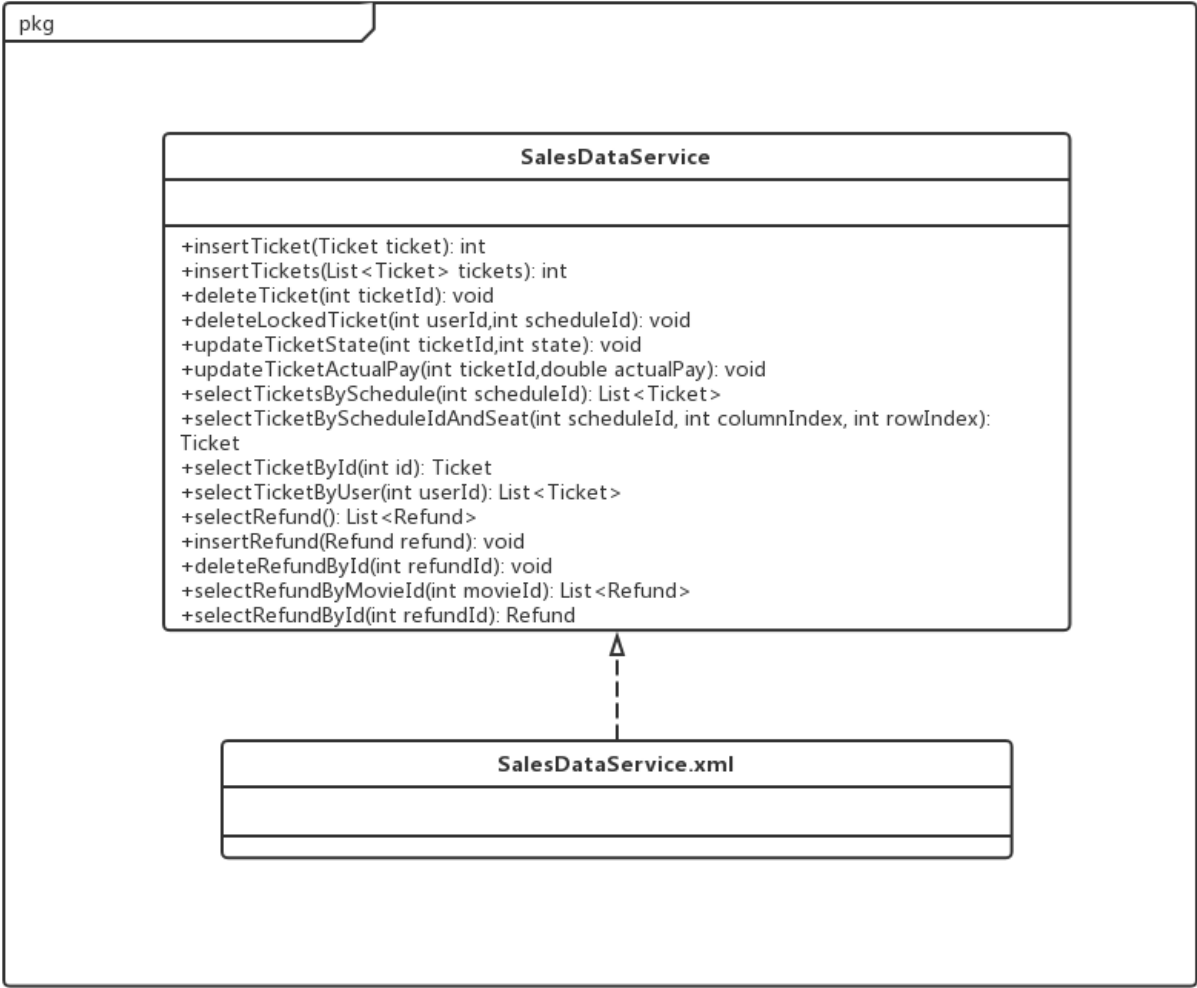 pkg
SalesDataService
+insertTicket(Ticket ticket): int
+insertTickets(List<Ticket> tickets): int
+deleteTicket(int ticketId): void
+deleteLockedTicket(int userId,int scheduleId): void
+updateTicketState(int ticketId,int state): void
+updateTicketActualPay(int ticketId,double actualPay): void
+selectTicketsBySchedule(int scheduleId): List<Ticket>
+selectTicketByScheduleIdAndSeat(int scheduleId, int columnIndex, int rowIndex):
Ticket
+selectTicketById(int id): Ticket
+selectTicketByUser(int userId): List<Ticket>
+selectRefund(): List<Refund>
+insertRefund(Refund refund): void
+deleteRefundById(int refundId): void
+selectRefundByMovieId(int movieId): List<Refund>
+selectRefundById(int refundId): Refund
SalesDataService.xml